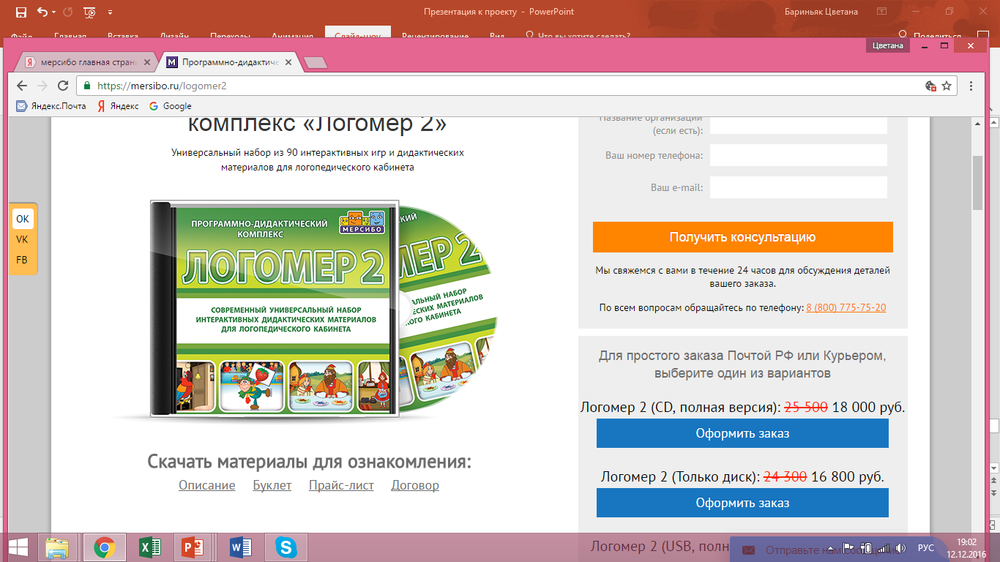 Презентация к проекту - PowerPoint
Бариньяк Цветана
Файл Главная Вставка Дизайн Переходы Анимация Слайд-шоу Рецензирование Вид Что вы хотите сделать? Поделиться
Цветана
мерсибо главная стран
Программно-дидактиче
https://mersibo.ru/logomer2
Яндекс.Почта Яндекс Google
комплекс «Логомер 2»
Универсальный набор из 90 интерактивных игр и дидактических
материалов для логопедического кабинета
OK
VK
FB
ПРОГРАММНО-ДИДАКТИЧЕСКИЙ
КОМПЛЕКС
МЕРСИБО
ЛОГОМЕР 2
СОВРЕМЕННЫЙ УНИВЕРСАЛЬНЫЙ НАБОР
ИНТЕРАКТИВНЫХ ДИДАКТИЧЕСКИХ МАТЕРИАЛОВ
ДЛЯ ЛОГОПЕДИЧЕСКОГО КАБИНЕТА
ЕСКИЙ
МЕР 2
АЛЬНЫЙ НАБОР
ЧЕСКИХ МАТЕРИАЛОВ
КОГО КАБИНЕТА
Скачать материалы для ознакомления:
Описание Буклет Прайс-лист Договор
Название организации
(если есть):
Ваш номер телефона:
Ваш e-mail:
Получить консультацию
Мы свяжемся с вами в течение 24 часов для обсуждения деталей
вашего заказа.
По всем вопросам обращайтесь по телефону: 8 (800) 775-75-20
Для простого заказа Почтой РФ или Курьером,
выберите один из вариантов
Логомер 2 (CD, полная версия): 25 500 18 000 руб.
Оформить заказ
Логомер 2 (Только диск): 24 300 16 800 руб.
Оформить заказ
Логомер 2 (USB, полн
Отправьте нам сообщение
РУС
19:02
12.12.2016